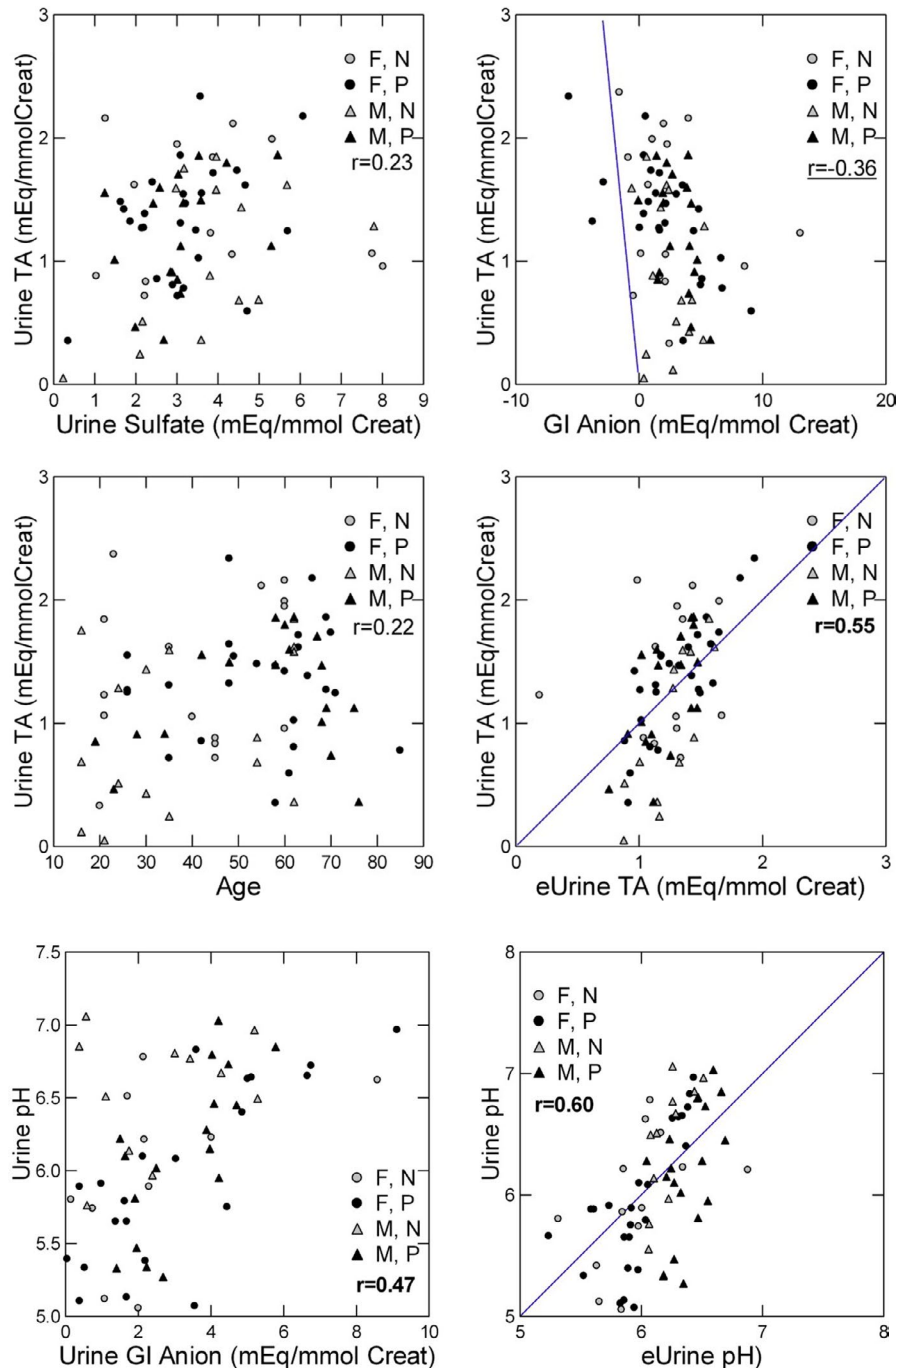 3
2
1
0
Urine TA (mEq/mmolCreat)
F, N
F, P
M, N
M, P
r=0.23
0 1 2 3 4 5 6 7 8 9
Urine Sulfate (mEq/mmol Creat)
3
2
1
0
Urine TA (mEq/mmolCreat)
F, N
F, P
M, N
M, P
r=-0.36
-10 0 10 20
GI Anion (mEq/mmol Creat)
3
2
1
0
Urine TA (mEq/mmolCreat)
F, N
F, P
M, N
M, P
r=0.22
10 20 30 40 50 60 70 80 90
Age
3
2
1
0
Urine TA (mEq/mmolCreat)
F, N
F, P
M, N
M, P
r=0.55
0 1 2 3
eUrine TA (mEq/mmol Creat)
7.5
7.0
6.5
6.0
5.5
5.0
Urine pH
F, N
F, P
M, N
M, P
r=0.47
0 2 4 6 8 10
Urine GI Anion (mEq/mmol Creat)
8
7
6
5
Urine pH
F, N
F, P
M, N
M, P
r=0.60
5 6 7 8
eUrine pH)